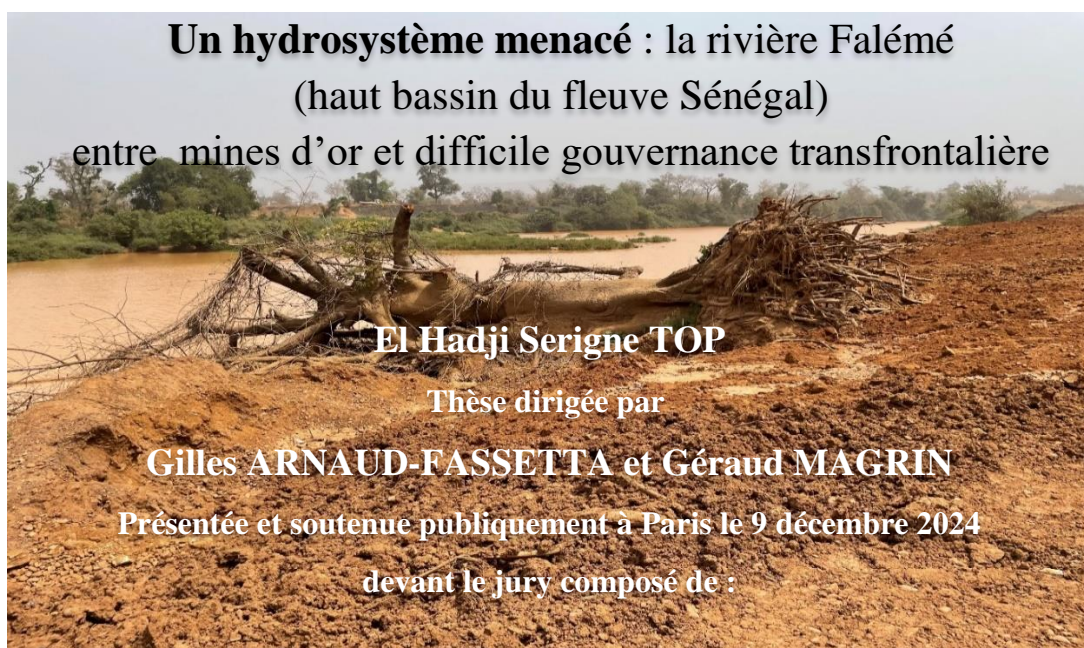 Un hydrosystème menacé : la rivière Falémé
(haut bassin du fleuve Sénégal)
entre mines d’or et difficile gouvernance transfrontalière
El Hadji Serigne TOP
Thèse dirigée par
Gilles ARNAUD-FASSETTA et Géraud MAGRIN
Présentée et soutenue publiquement à Paris le 9 décembre 2024
devant le jury composé de :